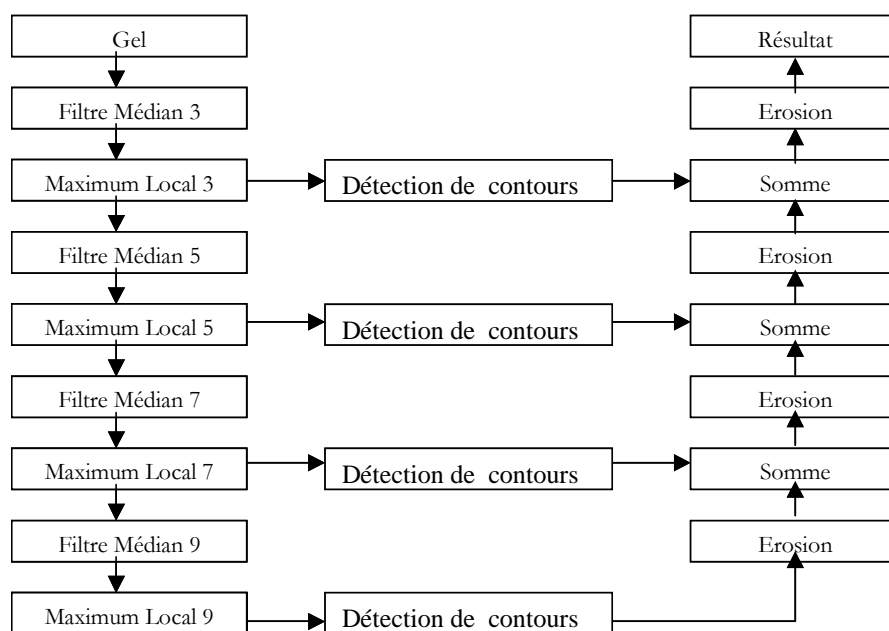 Gel
Résultat
Filtre Médian 3
Erosion
Maximum Local 3
Détection de contours
Somme
Filtre Médian 5
Erosion
Maximum Local 5
Détection de contours
Somme
Filtre Médian 7
Erosion
Maximum Local 7
Détection de contours
Somme
Filtre Médian 9
Erosion
Maximum Local 9
Détection de contours